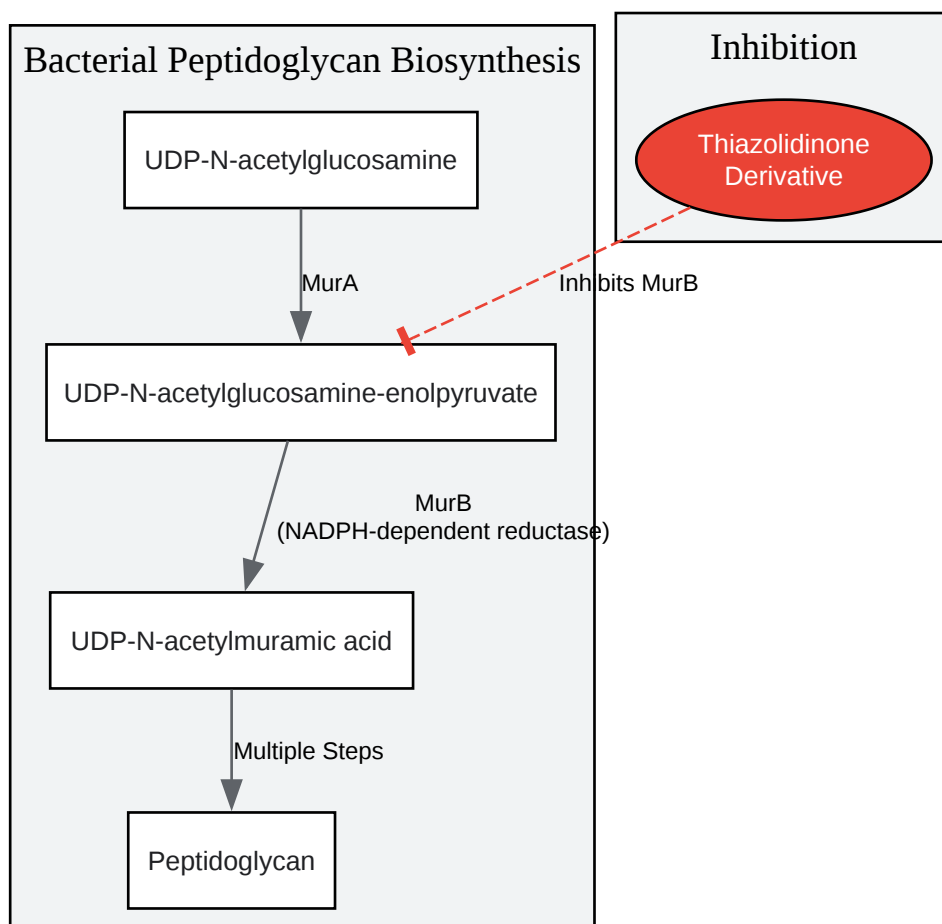 Bacterial Peptidoglycan Biosynthesis
UDP-N-acetylglucosamine
MurA
UDP-N-acetylglucosamine-enolpyruvate
MurB
(NADPH-dependent reductase)
UDP-N-acetylmuramic acid
Multiple Steps
Peptidoglycan
Inhibition
Thiazolidinone
Derivative
Inhibits MurB